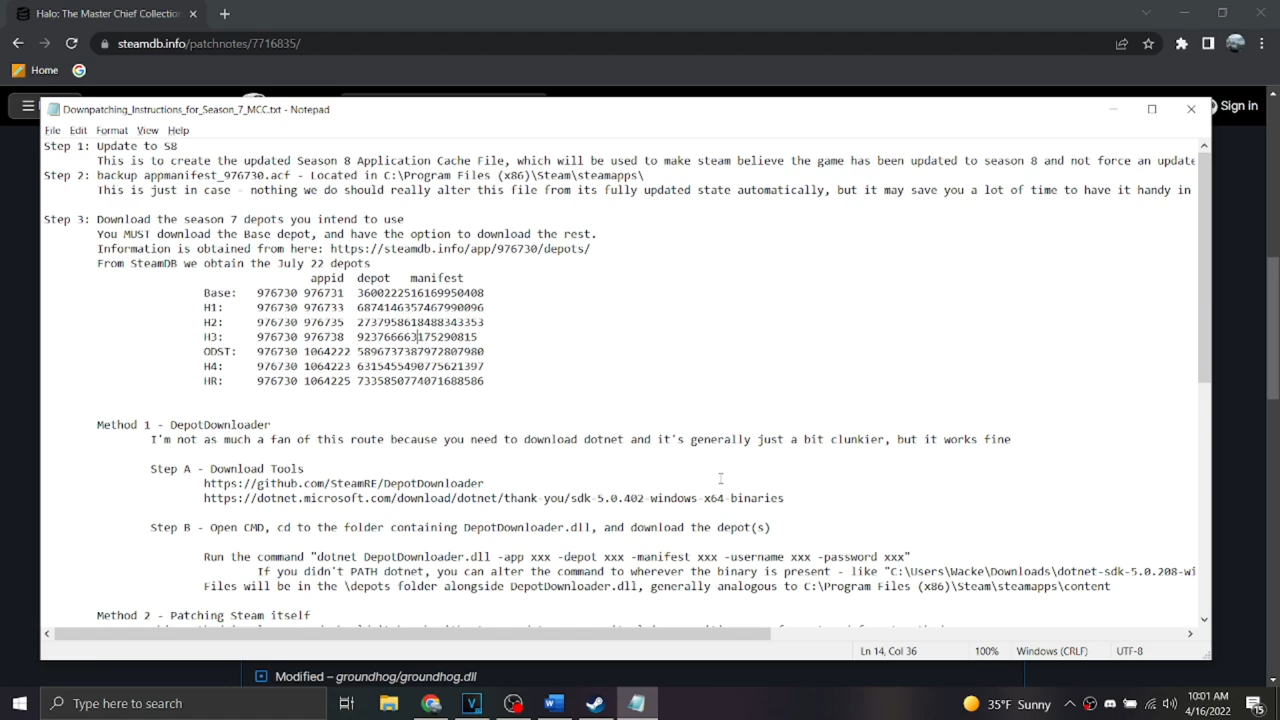 Halo: The Master Chief Collection
steamdb.info/patchnotes/7716835/
Home
Sign in
Downpatching_Instructions_for_Season_7_MCC.txt - Notepad
File Edit Format View Help
Step 1: Update to S8
This is to create the updated Season 8 Application Cache File, which will be used to make steam believe the game has been updated to season 8 and not force an update
Step 2: backup appmanifest_976730.acf - Located in C:\Program Files (x86)\Steam\steamapps\
This is just in case - nothing we do should really alter this file from its fully updated state automatically, but it may save you a lot of time to have it handy in
Step 3: Download the season 7 depots you intend to use
You MUST download the Base depot, and have the option to download the rest.
Information is obtained from here: https://steamdb.info/app/976730/depots/
From SteamDB we obtain the July 22 depots
appid depot manifest
Base: 976730 976731 3600222516169950408
H1: 976730 976733 6874146357467990096
H2: 976730 976735 2737958618488343353
H3: 976730 976738 923766663175290815
ODST: 976730 1064222 5896737387972807980
H4: 976730 1064223 6315455490775621397
HR: 976730 1064225 7335850774071688586
Method 1 - DepotDownloader
I'm not as much a fan of this route because you need to download dotnet and it's generally just a bit clunkier, but it works fine
Step A - Download Tools
https://github.com/SteamRE/DepotDownloader
https://dotnet.microsoft.com/download/dotnet/thank-you/sdk-5.0.402-windows-x64-binaries
Step B - Open CMD, cd to the folder containing DepotDownloader.dll, and download the depot(s)
Run the command "dotnet DepotDownloader.dll -app xxx -depot xxx -manifest xxx -username xxx -password xxx"
If you didn't PATH dotnet, you can alter the command to wherever the binary is present - like "C:\Users\Wacke\Downloads\dotnet-sdk-5.0.208-wi
Files will be in the \depots folder alongside DepotDownloader.dll, generally analogous to C:\Program Files (x86)\Steam\steamapps\content
Method 2 - Patching Steam itself
Ln 14, Col 36 100% Windows (CRLF) UTF-8
Modified – groundhog/groundhog.dll
Type here to search
35°F Sunny
10:01 AM
4/16/2022
15